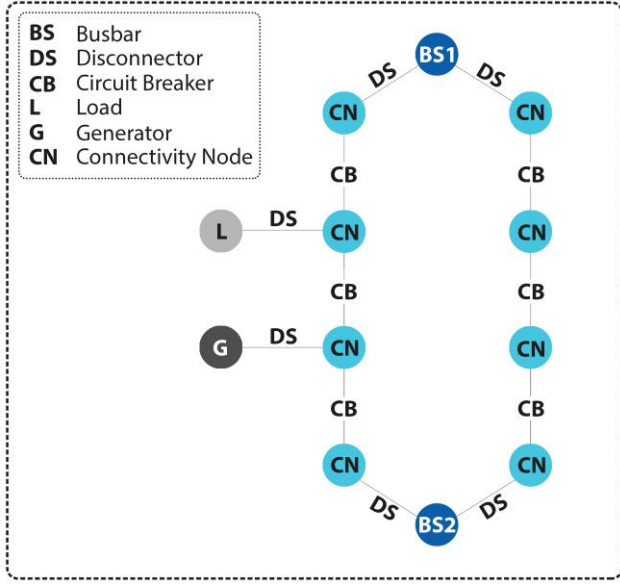 BS Busbar
DS Disconnector
CB Circuit Breaker
L Load
G Generator
CN Connectivity Node
BS1
DS DS
CN CN
CB CB
L DS CN CN
CB CB
G DS CN CN
CB CB
CN CN
DS DS
BS2